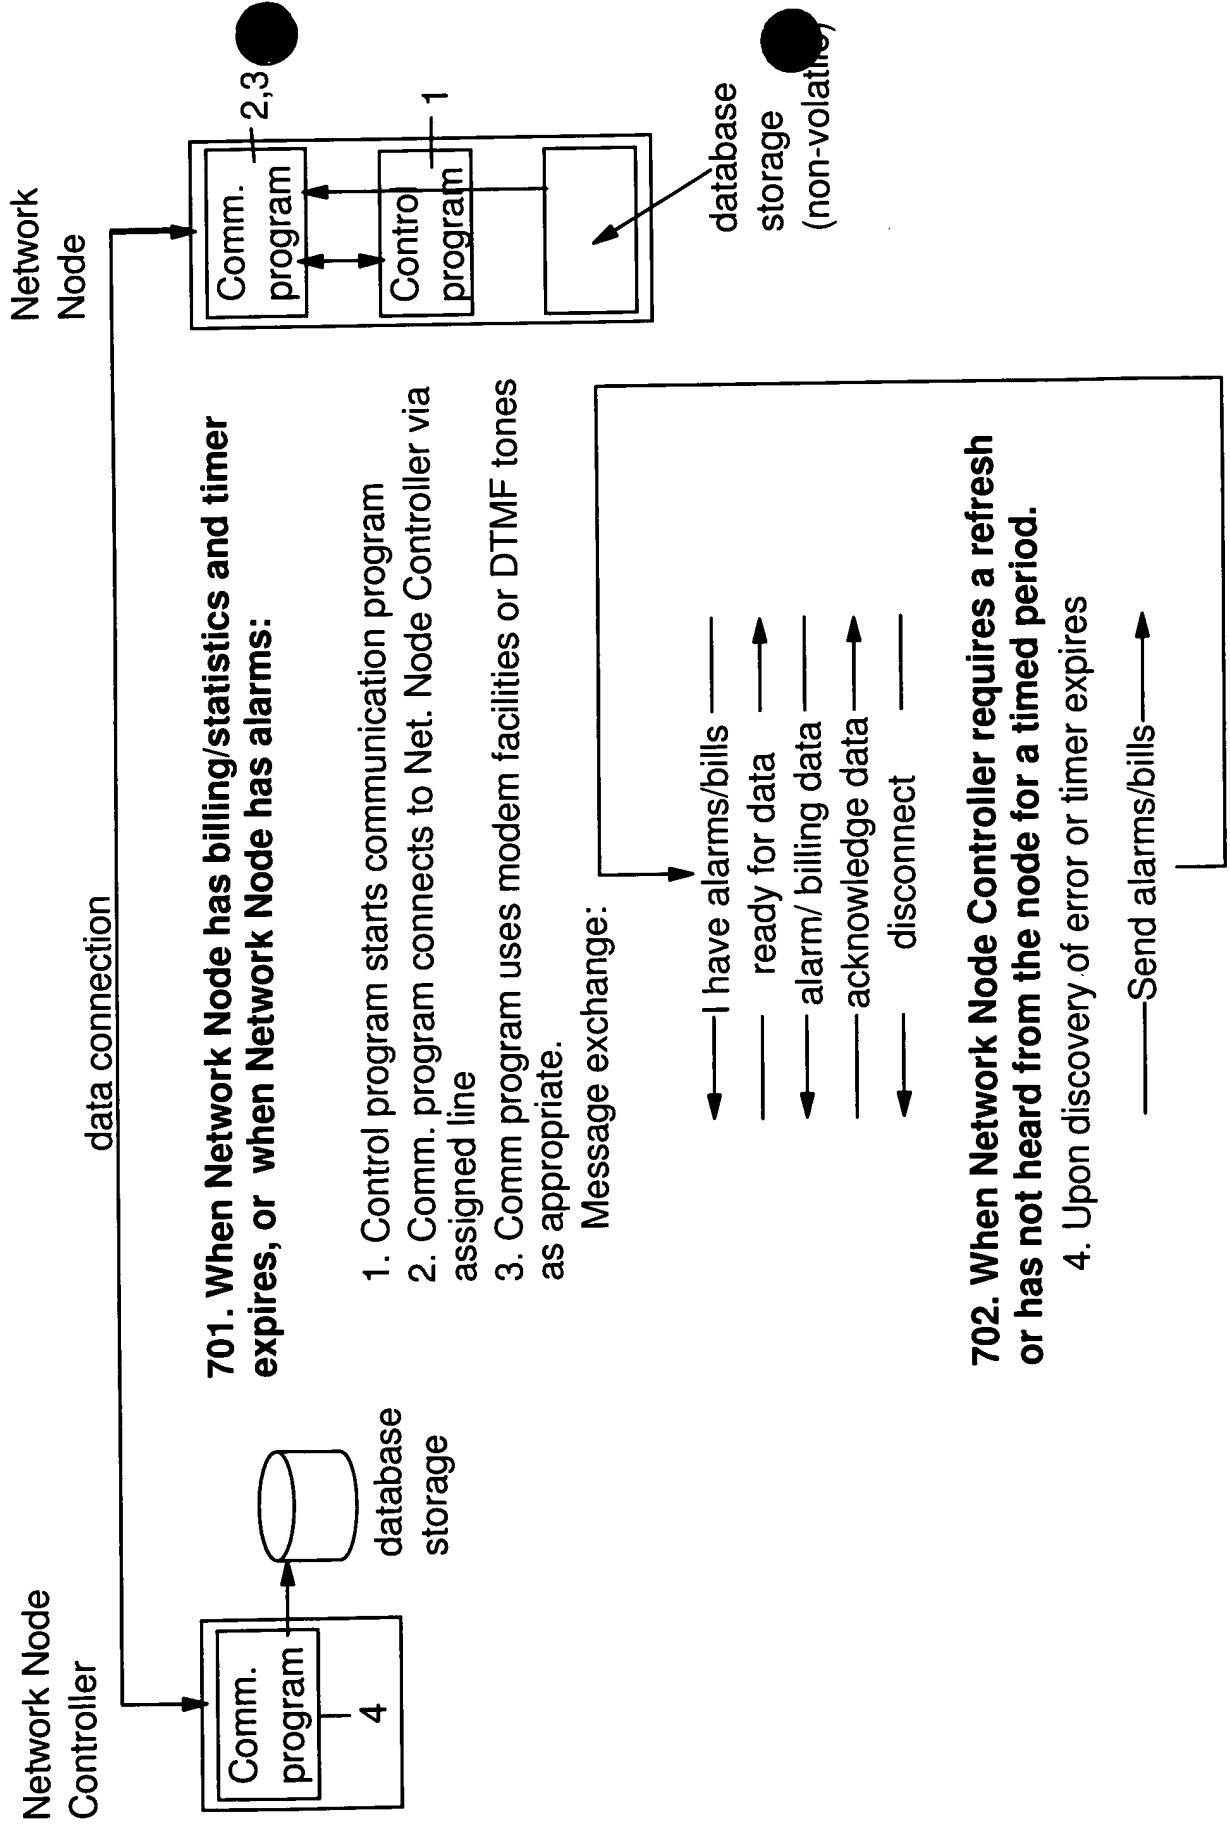 Network Node
Controller
Comm.
program
4
database
storage
data connection
Network
Node
Comm.
program
2,3
Control
program
1
database
storage
(non-volatile)
701. When Network Node has billing/statistics and timer
expires, or when Network Node has alarms:
1. Control program starts communication program
2. Comm. program connects to Net. Node Controller via
assigned line
3. Comm program uses modem facilities or DTMF tones
as appropriate.
Message exchange:
I have alarms/bills
ready for data
alarm/ billing data
acknowledge data
disconnect
702. When Network Node Controller requires a refresh
or has not heard from the node for a timed period.
4. Upon discovery of error or timer expires
Send alarms/bills